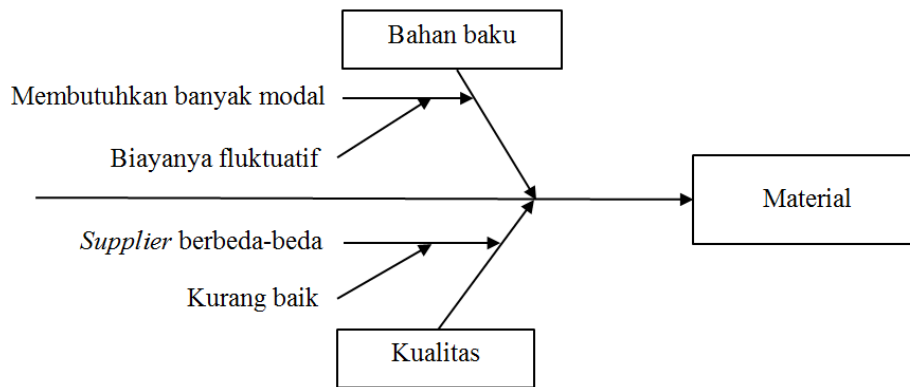 Bahan baku
Membutuhkan banyak modal
Biayanya fluktuatif
Material
Supplier berbeda-beda
Kurang baik
Kualitas